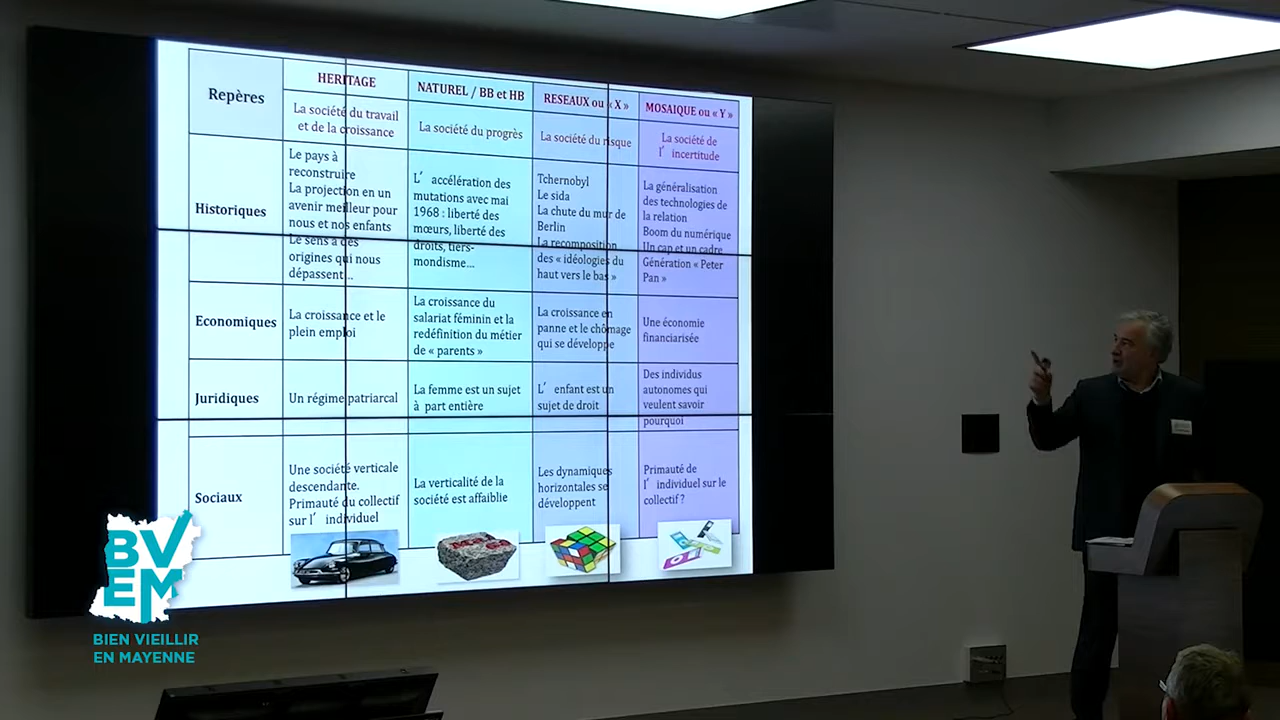 Repères
HERITAGE
NATUREL / BB et HB
RESEAUX ou « X »
MOSAIQUE ou « Y »
La société du travail
et de la croissance
La société du progrès
La société du risque
La société de
l’ incertitude
Historiques
Le pays à
reconstruire
La projection en un
avenir meilleur pour
nous et nos enfants
Le sens a des
origines qui nous
dépassent...
L’ accélération des
mutations avec mai
1968 : liberté des
mœurs, liberté des
droits, tiers-
mondisme...
Tchernobyl
Le sida
La chute du mur de
Berlin
La recomposition
des « idéologies du
haut vers le bas »
La généralisation
des technologies de
la relation
Boom du numérique
Un cap et un cadre
Génération « Peter
Pan »
Economiques
La croissance et le
plein emploi
La croissance du
salariat féminin et la
redéfinition du métier
de « parents »
La croissance en
panne et le chômage
qui se développe
Une économie
financiarisée
Juridiques
Un régime patriarcal
La femme est un sujet
à part entière
L’ enfant est un
sujet de droit
Des individus
autonomes qui
veulent savoir
pourquoi
Sociaux
Une société verticale
descendante.
Primauté du collectif
sur l’ individuel
La verticalité de la
société est affaiblie
Les dynamiques
horizontales se
développent
Primauté de
l’ individuel sur le
collectif ?
BV
EM
BIEN VIEILLIR
EN MAYENNE